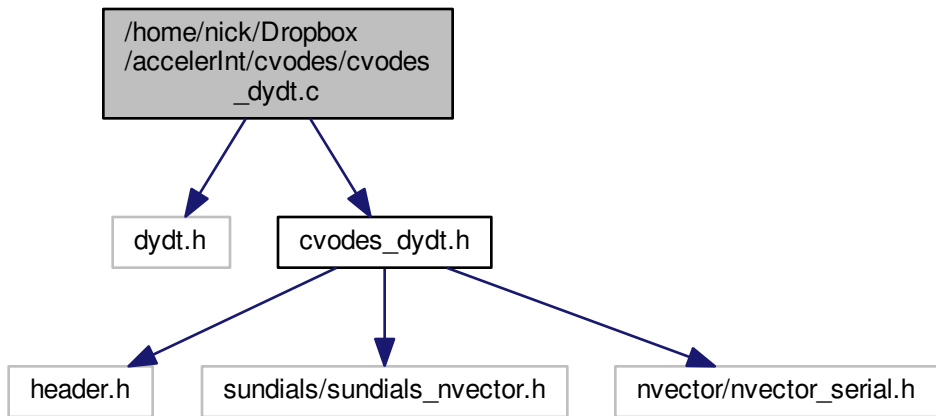 /home/nick/Dropbox
/accelerInt/cvodes/cvodes
_dydt.c
dydt.h
cvodes_dydt.h
header.h
sundials/sundials_nvector.h
nvector/nvector_serial.h